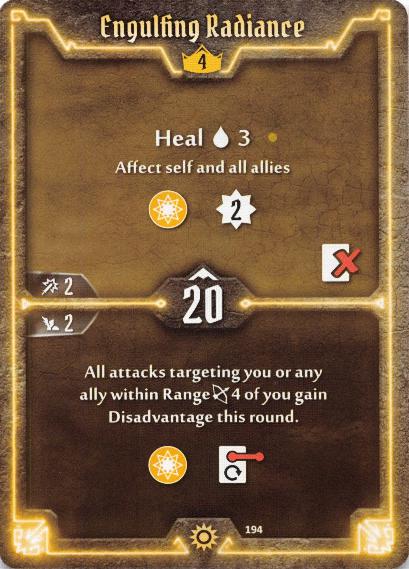 Engulfing Radiance
4
Heal 3
Affect self and all allies
2
2
20
2
All attacks targeting you or any
ally within Range 4 of you gain
Disadvantage this round.
194